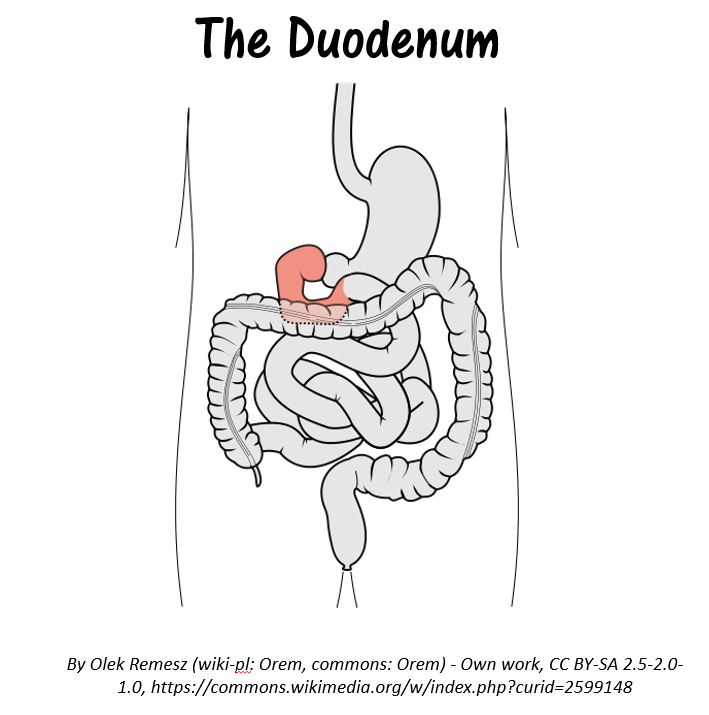 The Duodenum
By Olek Remesz (wiki-pl: Orem, commons: Orem) - Own work, CC BY-SA 2.5-2.0-
1.0, https://commons.wikimedia.org/w/index.php?curid=2599148